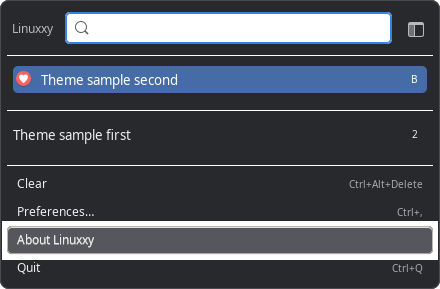 Linuxxy
Theme sample second B
Theme sample first 2
Clear Ctrl+Alt+Delete
Preferences... Ctrl+,
About Linuxxy
Quit Ctrl+Q